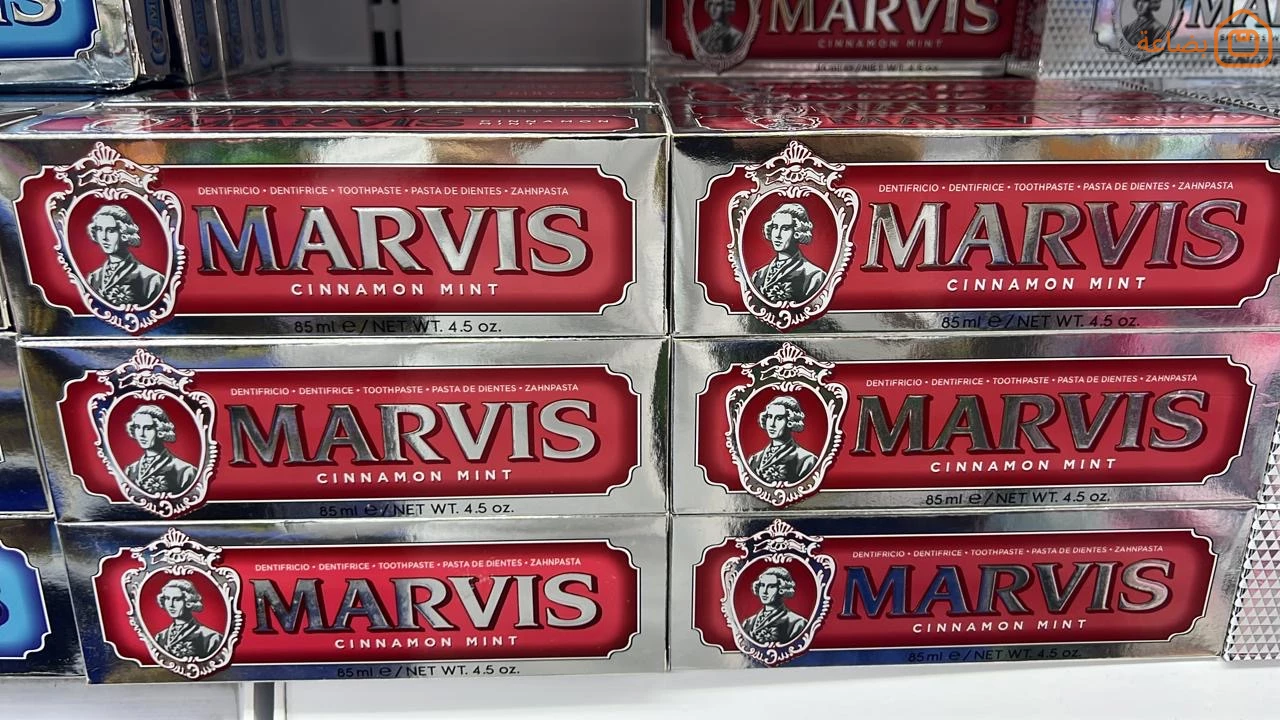 MARVIS
CINNAMON MINT
بضاعة
DENTIFRICIO • DENTIFRICE • TOOTHPASTE • PASTA DE DIENTES • ZAHNPASTA
MARVIS
CINNAMON MINT
85 ml ℮ / NET WT. 4.5 oz.
DENTIFRICIO • DENTIFRICE • TOOTHPASTE • PASTA DE DIENTES • ZAHNPASTA
MARVIS
CINNAMON MINT
85 ml ℮ / NET WT. 4.5 oz.
DENTIFRICIO • DENTIFRICE • TOOTHPASTE • PASTA DE DIENTES • ZAHNPASTA
MARVIS
CINNAMON MINT
85 ml ℮ / NET WT. 4.5 oz.
DENTIFRICIO • DENTIFRICE • TOOTHPASTE • PASTA DE DIENTES • ZAHNPASTA
MARVIS
CINNAMON MINT
85 ml ℮ / NET WT. 4.5 oz.
DENTIFRICIO • DENTIFRICE • TOOTHPASTE • PASTA DE DIENTES • ZAHNPASTA
MARVIS
CINNAMON MINT
85 ml ℮ / NET WT. 4.5 oz.
DENTIFRICIO • DENTIFRICE • TOOTHPASTE • PASTA DE DIENTES • ZAHNPASTA
MARVIS
CINNAMON MINT
85 ml ℮ / NET WT. 4.5 oz.